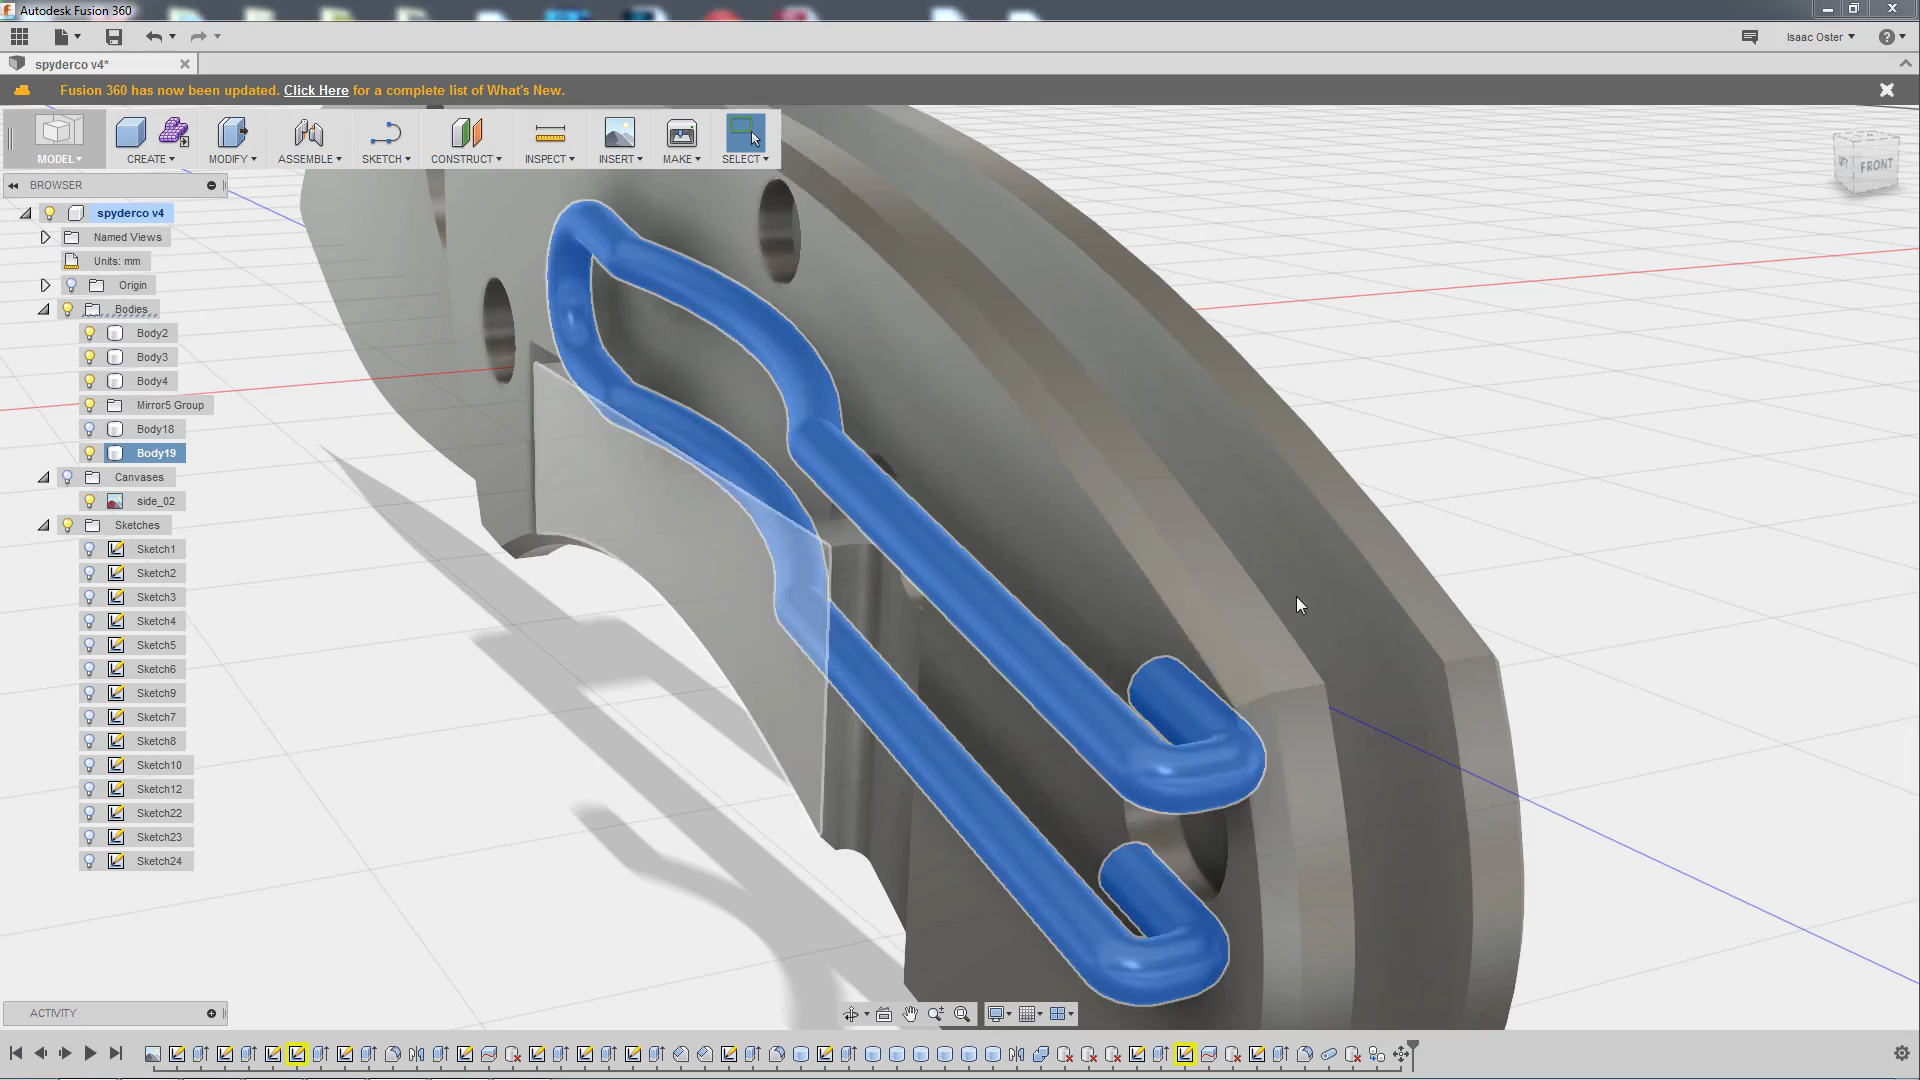 Autodesk Fusion 360
Isaac Oster
spyderco v4*
Fusion 360 has now been updated. Click Here for a complete list of What's New.
MODEL
CREATE
MODIFY
ASSEMBLE
SKETCH
CONSTRUCT
INSPECT
INSERT
MAKE
SELECT
FRONT
BROWSER
spyderco v4
Named Views
Units: mm
Origin
Bodies
Body2
Body3
Body4
Mirror5 Group
Body18
Body19
Canvases
side_02
Sketches
Sketch1
Sketch2
Sketch3
Sketch4
Sketch5
Sketch6
Sketch9
Sketch7
Sketch8
Sketch10
Sketch12
Sketch22
Sketch23
Sketch24
ACTIVITY